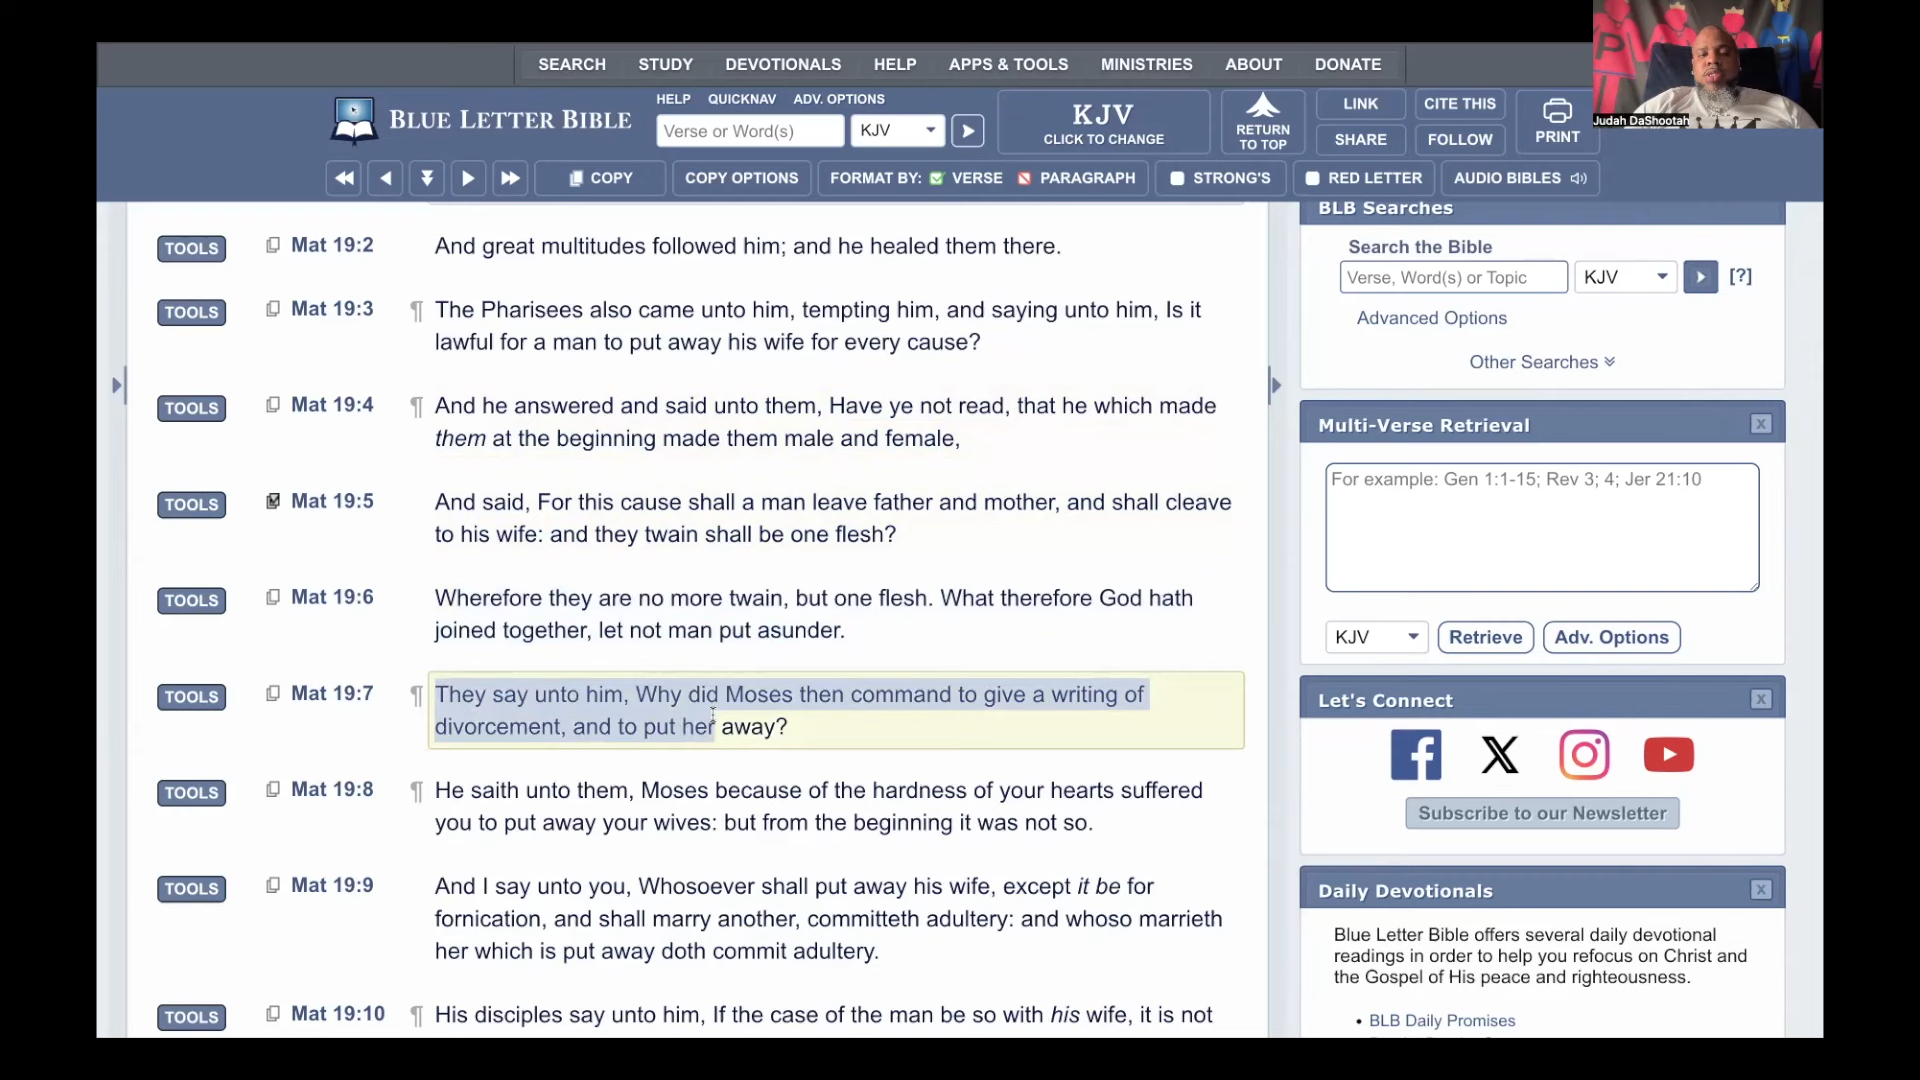 SEARCH STUDY DEVOTIONALS HELP APPS & TOOLS MINISTRIES ABOUT DONATE
Judah DaShootah
BLUE LETTER BIBLE
HELP QUICKNAV ADV. OPTIONS
Verse or Word(s) KJV
KJV
CLICK TO CHANGE
RETURN
TO TOP
LINK CITE THIS
SHARE FOLLOW
PRINT
COPY COPY OPTIONS FORMAT BY: VERSE PARAGRAPH STRONG'S RED LETTER AUDIO BIBLES
TOOLS Mat 19:2 And great multitudes followed him; and he healed them there.
TOOLS Mat 19:3 ¶ The Pharisees also came unto him, tempting him, and saying unto him, Is it
lawful for a man to put away his wife for every cause?
TOOLS Mat 19:4 ¶ And he answered and said unto them, Have ye not read, that he which made
them at the beginning made them male and female,
TOOLS Mat 19:5 And said, For this cause shall a man leave father and mother, and shall cleave
to his wife: and they twain shall be one flesh?
TOOLS Mat 19:6 Wherefore they are no more twain, but one flesh. What therefore God hath
joined together, let not man put asunder.
TOOLS Mat 19:7 ¶ They say unto him, Why did Moses then command to give a writing of
divorcement, and to put her away?
TOOLS Mat 19:8 ¶ He saith unto them, Moses because of the hardness of your hearts suffered
you to put away your wives: but from the beginning it was not so.
TOOLS Mat 19:9 And I say unto you, Whosoever shall put away his wife, except it be for
fornication, and shall marry another, committeth adultery: and whoso marrieth
her which is put away doth commit adultery.
TOOLS Mat 19:10 ¶ His disciples say unto him, If the case of the man be so with his wife, it is not
BLB Searches
Search the Bible
Verse, Word(s) or Topic KJV [?]
Advanced Options
Other Searches
Multi-Verse Retrieval X
For example: Gen 1:1-15; Rev 3; 4; Jer 21:10
KJV Retrieve Adv. Options
Let's Connect X
Subscribe to our Newsletter
Daily Devotionals X
Blue Letter Bible offers several daily devotional
readings in order to help you refocus on Christ and
the Gospel of His peace and righteousness.
• BLB Daily Promises